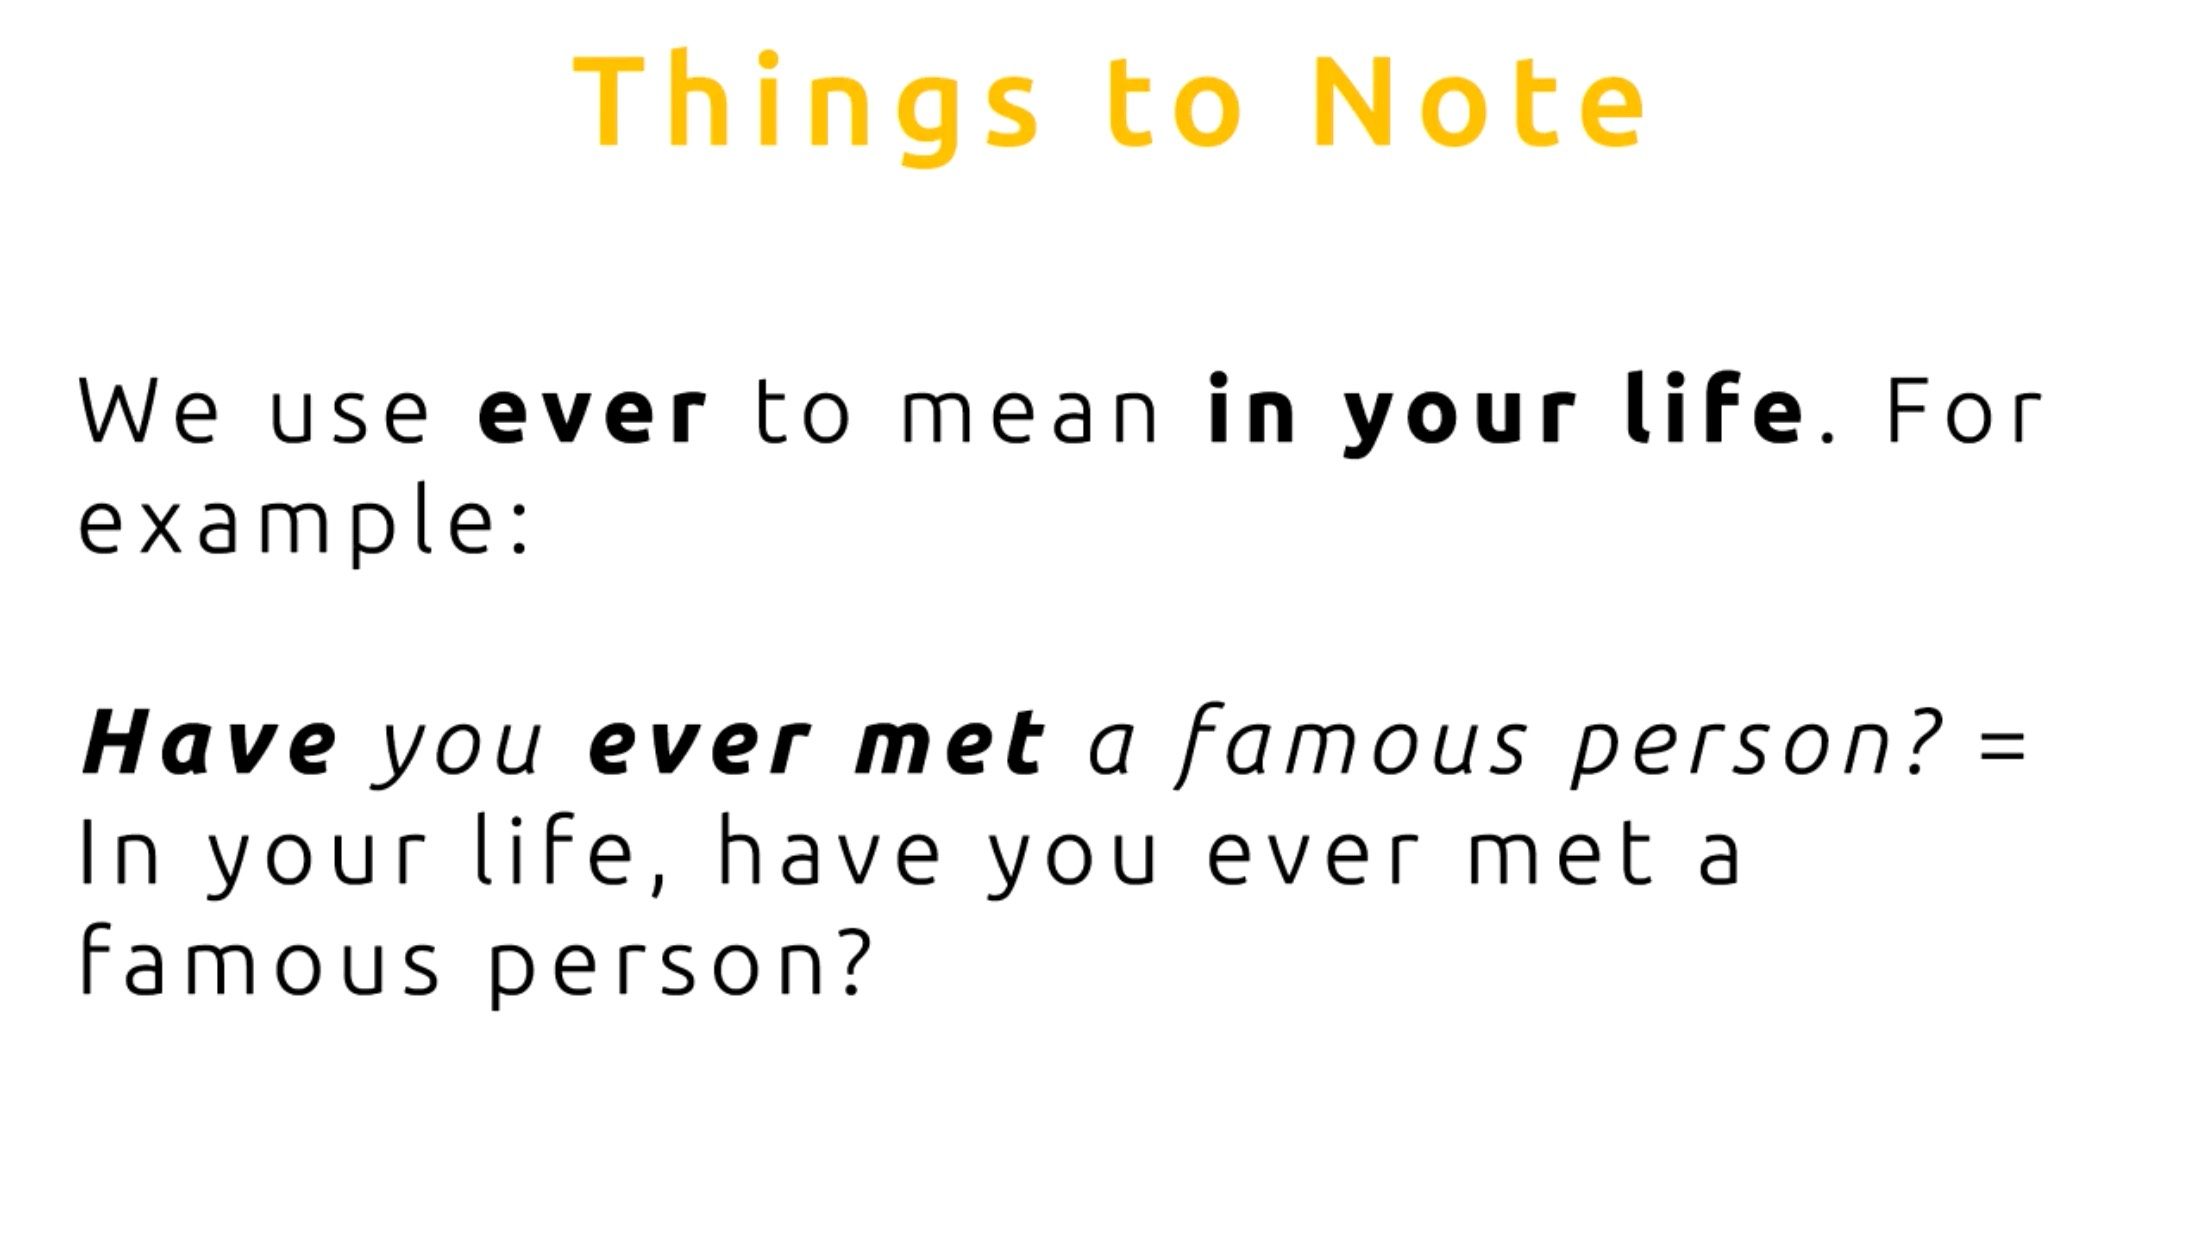 Things to Note
We use ever to mean in your life. For
example:
Have you ever met a famous person? =
In your life, have you ever met a
famous person?